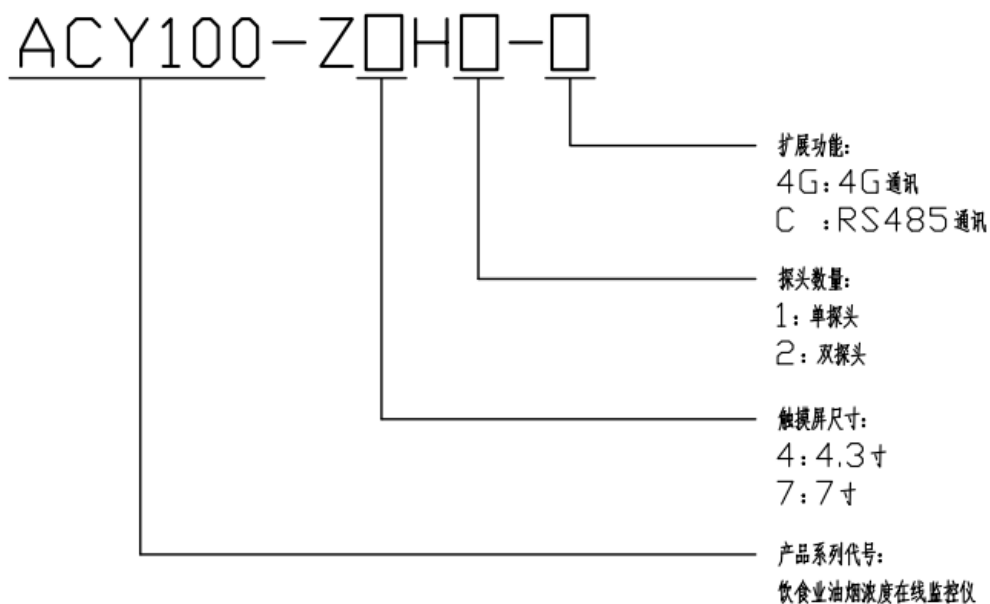 ACY100-Z□H□-□
扩展功能:
4G:4G通讯
C :RS485通讯
探头数量:
1:单探头
2:双探头
触摸屏尺寸:
4:4.3寸
7:7寸
产品系列代号:
饮食业油烟浓度在线监控仪